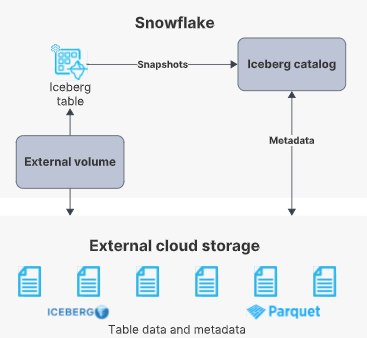 Snowflake
Snapshots
Iceberg catalog
Iceberg
table
Metadata
External volume
External cloud storage
ICEBERG
Parquet
Table data and metadata